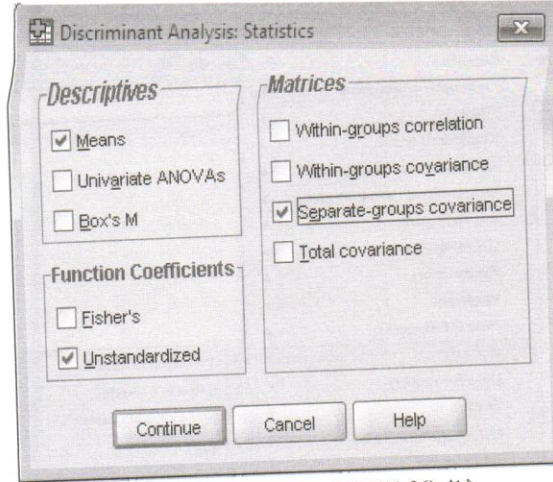 Discriminant Analysis: Statistics
Descriptives
Means
Univariate ANOVAs
Box's M
Function Coefficients
Fisher's
Unstandardized
Matrices
Within-groups correlation
Within-groups covariance
Separate-groups covariance
Total covariance
Continue
Cancel
Help